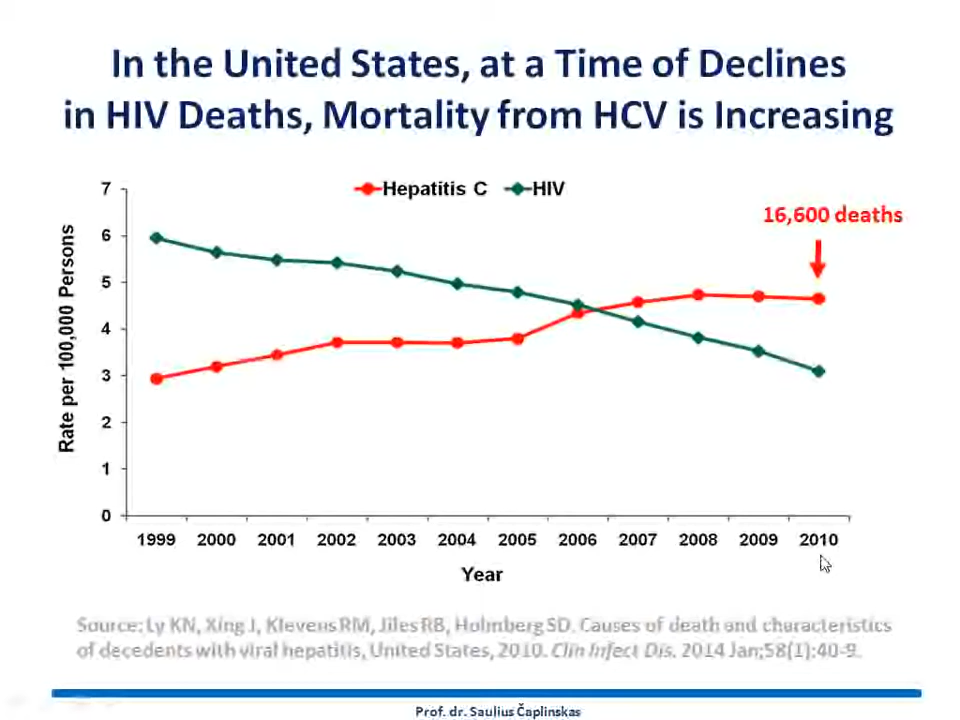 In the United States, at a Time of Declines
in HIV Deaths, Mortality from HCV is Increasing
Hepatitis C HIV
16,600 deaths
7
6
5
4
3
2
1
0
Rate per 100,000 Persons
1999 2000 2001 2002 2003 2004 2005 2006 2007 2008 2009 2010
Year
Source: Ly KN, Xing J, Klevens RM, Jiles RB, Holmberg SD. Causes of death and characteristics
of decedents with viral hepatitis, United States, 2010. Clin Infect Dis. 2014 Jan;58(1):40-9.
Prof. dr. Saulius Čaplinskas